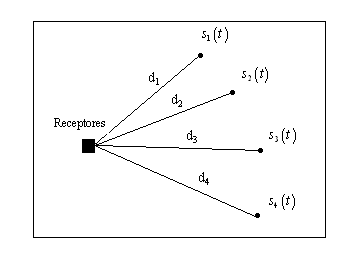 s₁(t)
s₂(t)
d₁
d₂
Receptores
d₃
s₃(t)
d₄
s₄(t)